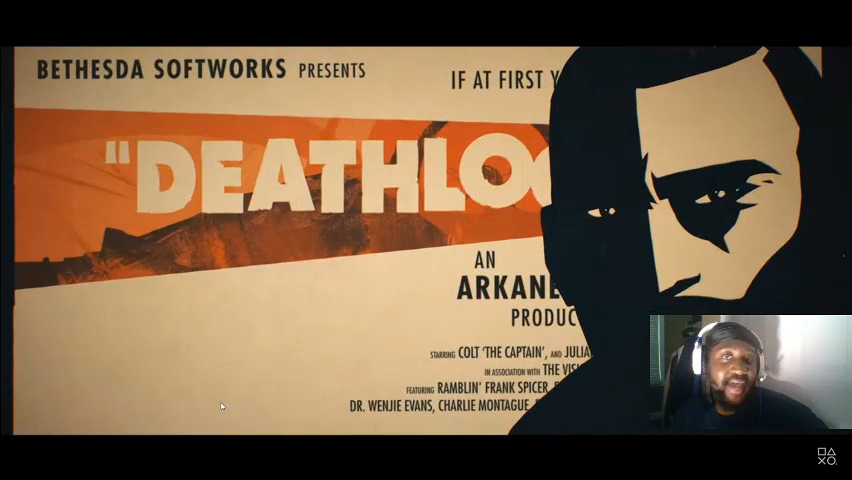 BETHESDA SOFTWORKS PRESENTS
IF AT FIRST
"DEATHLOO
AN
ARKANE
PRODUC
STARRING COLT 'THE CAPTAIN', AND JULIA
IN ASSOCIATION WITH THE VIS
FEATURING RAMBLIN' FRANK SPICER,
DR. WENJIE EVANS, CHARLIE MONTAGUE,